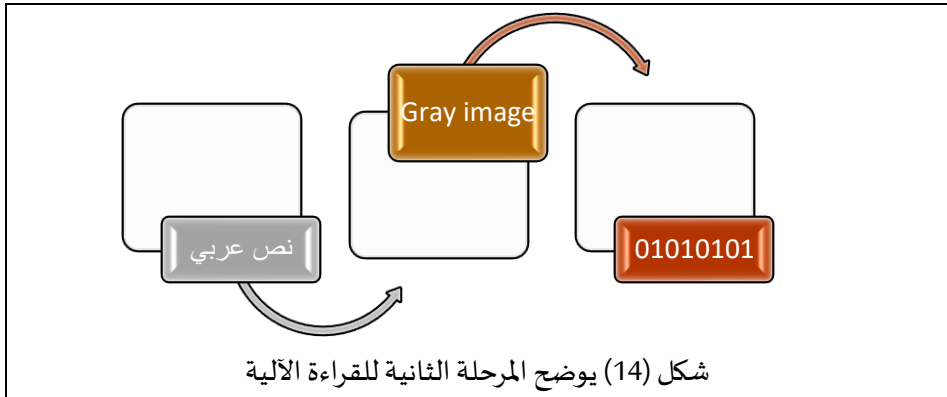 Gray image
نص عربي
01010101
شكل (14) يوضح المرحلة الثانية للقراءة الآلية